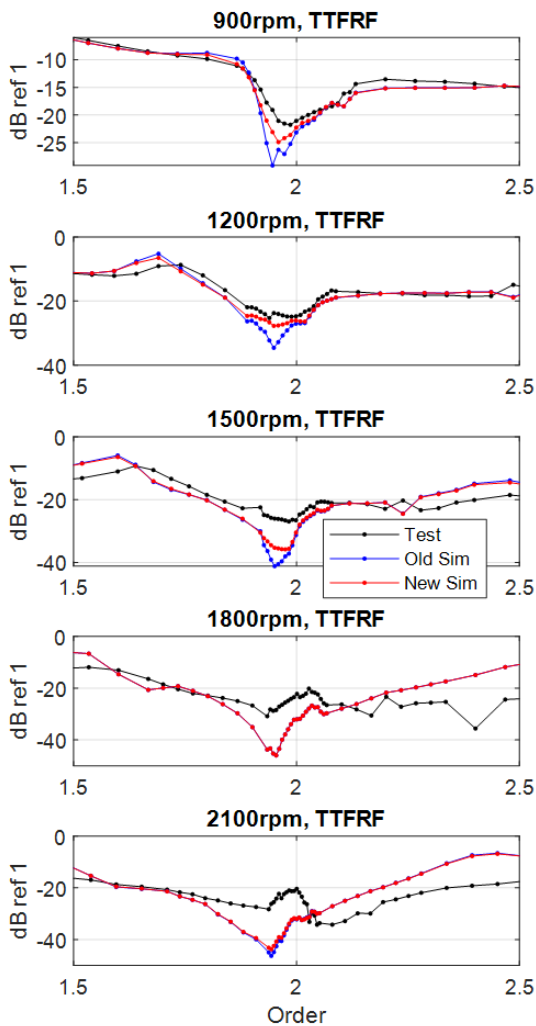 900rpm, TTFRF
dB ref 1
-10
-15
-20
-25
1.5 2 2.5
1200rpm, TTFRF
dB ref 1
0
-20
-40
1.5 2 2.5
1500rpm, TTFRF
dB ref 1
0
-20
-40
Test
Old Sim
New Sim
1.5 2 2.5
1800rpm, TTFRF
dB ref 1
0
-20
-40
1.5 2 2.5
2100rpm, TTFRF
dB ref 1
0
-20
-40
1.5 2 2.5
Order